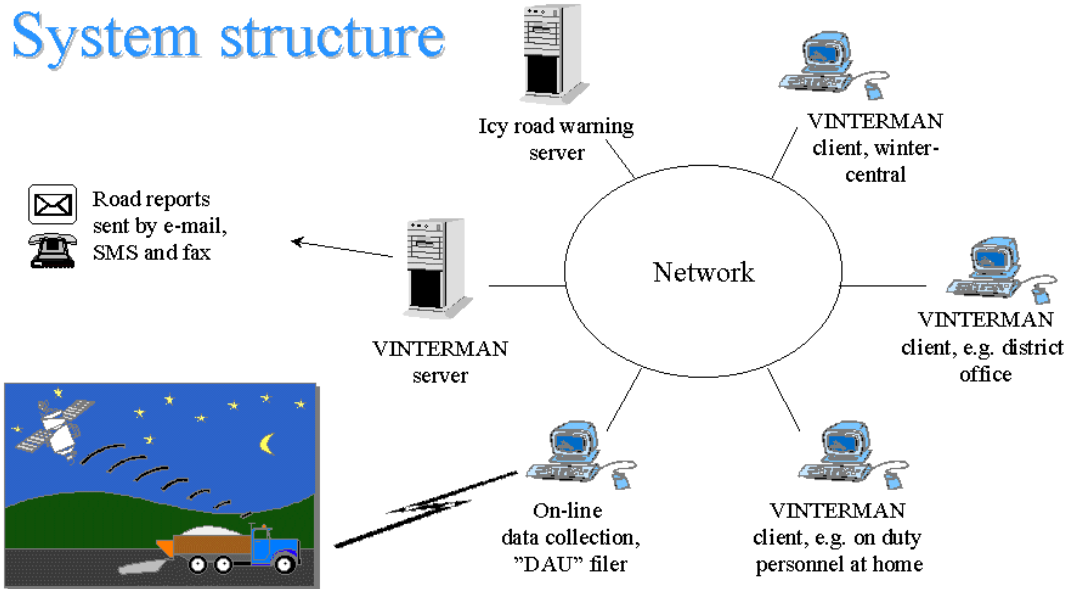 System structure
Icy road warning
server
VINTERMAN
client, winter-
central
Road reports
sent by e-mail,
SMS and fax
Network
VINTERMAN
server
VINTERMAN
client, e.g. district
office
On-line
data collection,
”DAU” filer
VINTERMAN
client, e.g. on duty
personnel at home